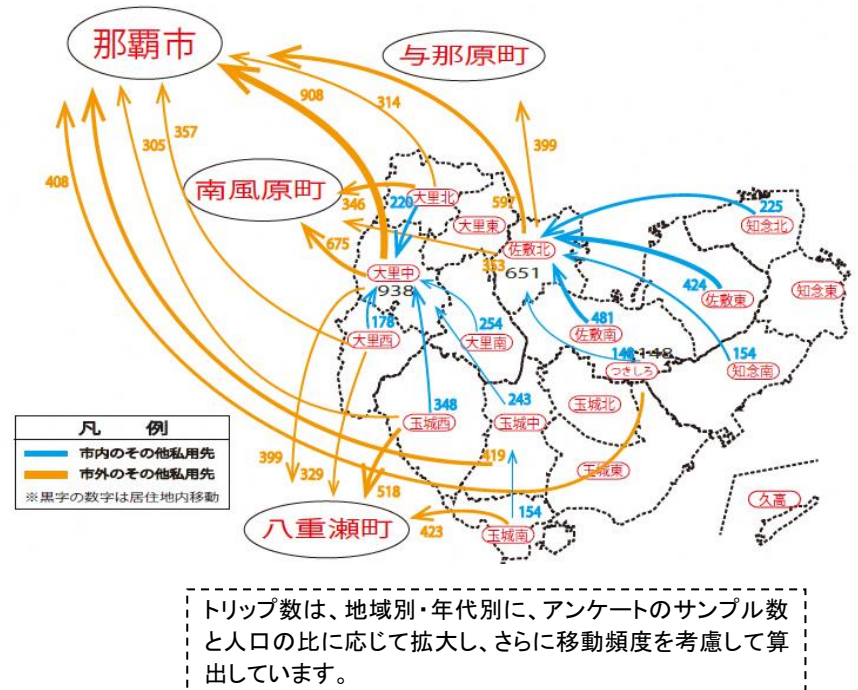 那覇市
与那原町
908
314
357
305
399
408
南風原町
346
220
大里北
597
225
知念北
大里東
675
353
佐敷北
651
大里中
938
424
佐敷東
知念東
178
254
481
佐敷南
大里西
大里南
148
148
154
つきしろ
知念南
348
243
玉城北
玉城西
玉城中
凡 例
市内のその他私用先
市外のその他私用先
※黒字の数字は居住地内移動
399
419
329
518
玉城東
久高
八重瀬町
154
423
玉城南
トリップ数は、地域別・年代別に、アンケートのサンプル数
と人口の比に応じて拡大し、さらに移動頻度を考慮して算
出しています。